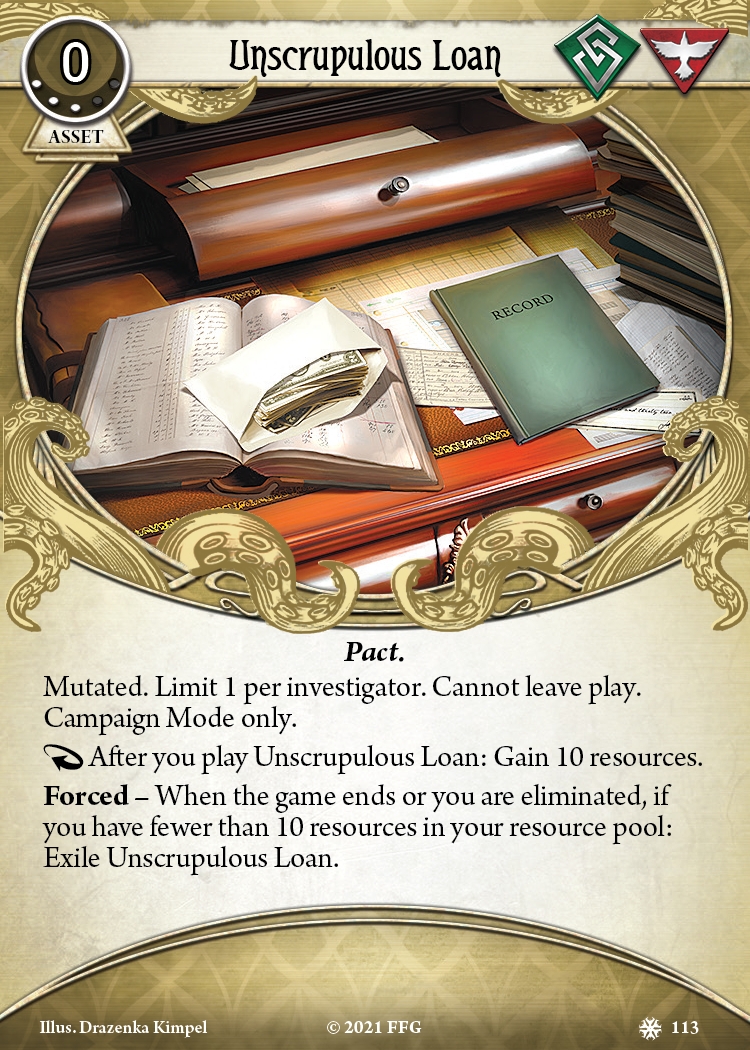 0
Unscrupulous Loan
ASSET
RECORD
Pact.
Mutated. Limit 1 per investigator. Cannot leave play.
Campaign Mode only.
After you play Unscrupulous Loan: Gain 10 resources.
Forced – When the game ends or you are eliminated, if
you have fewer than 10 resources in your resource pool:
Exile Unscrupulous Loan.
Illus. Drazenka Kimpel
© 2021 FFG
113